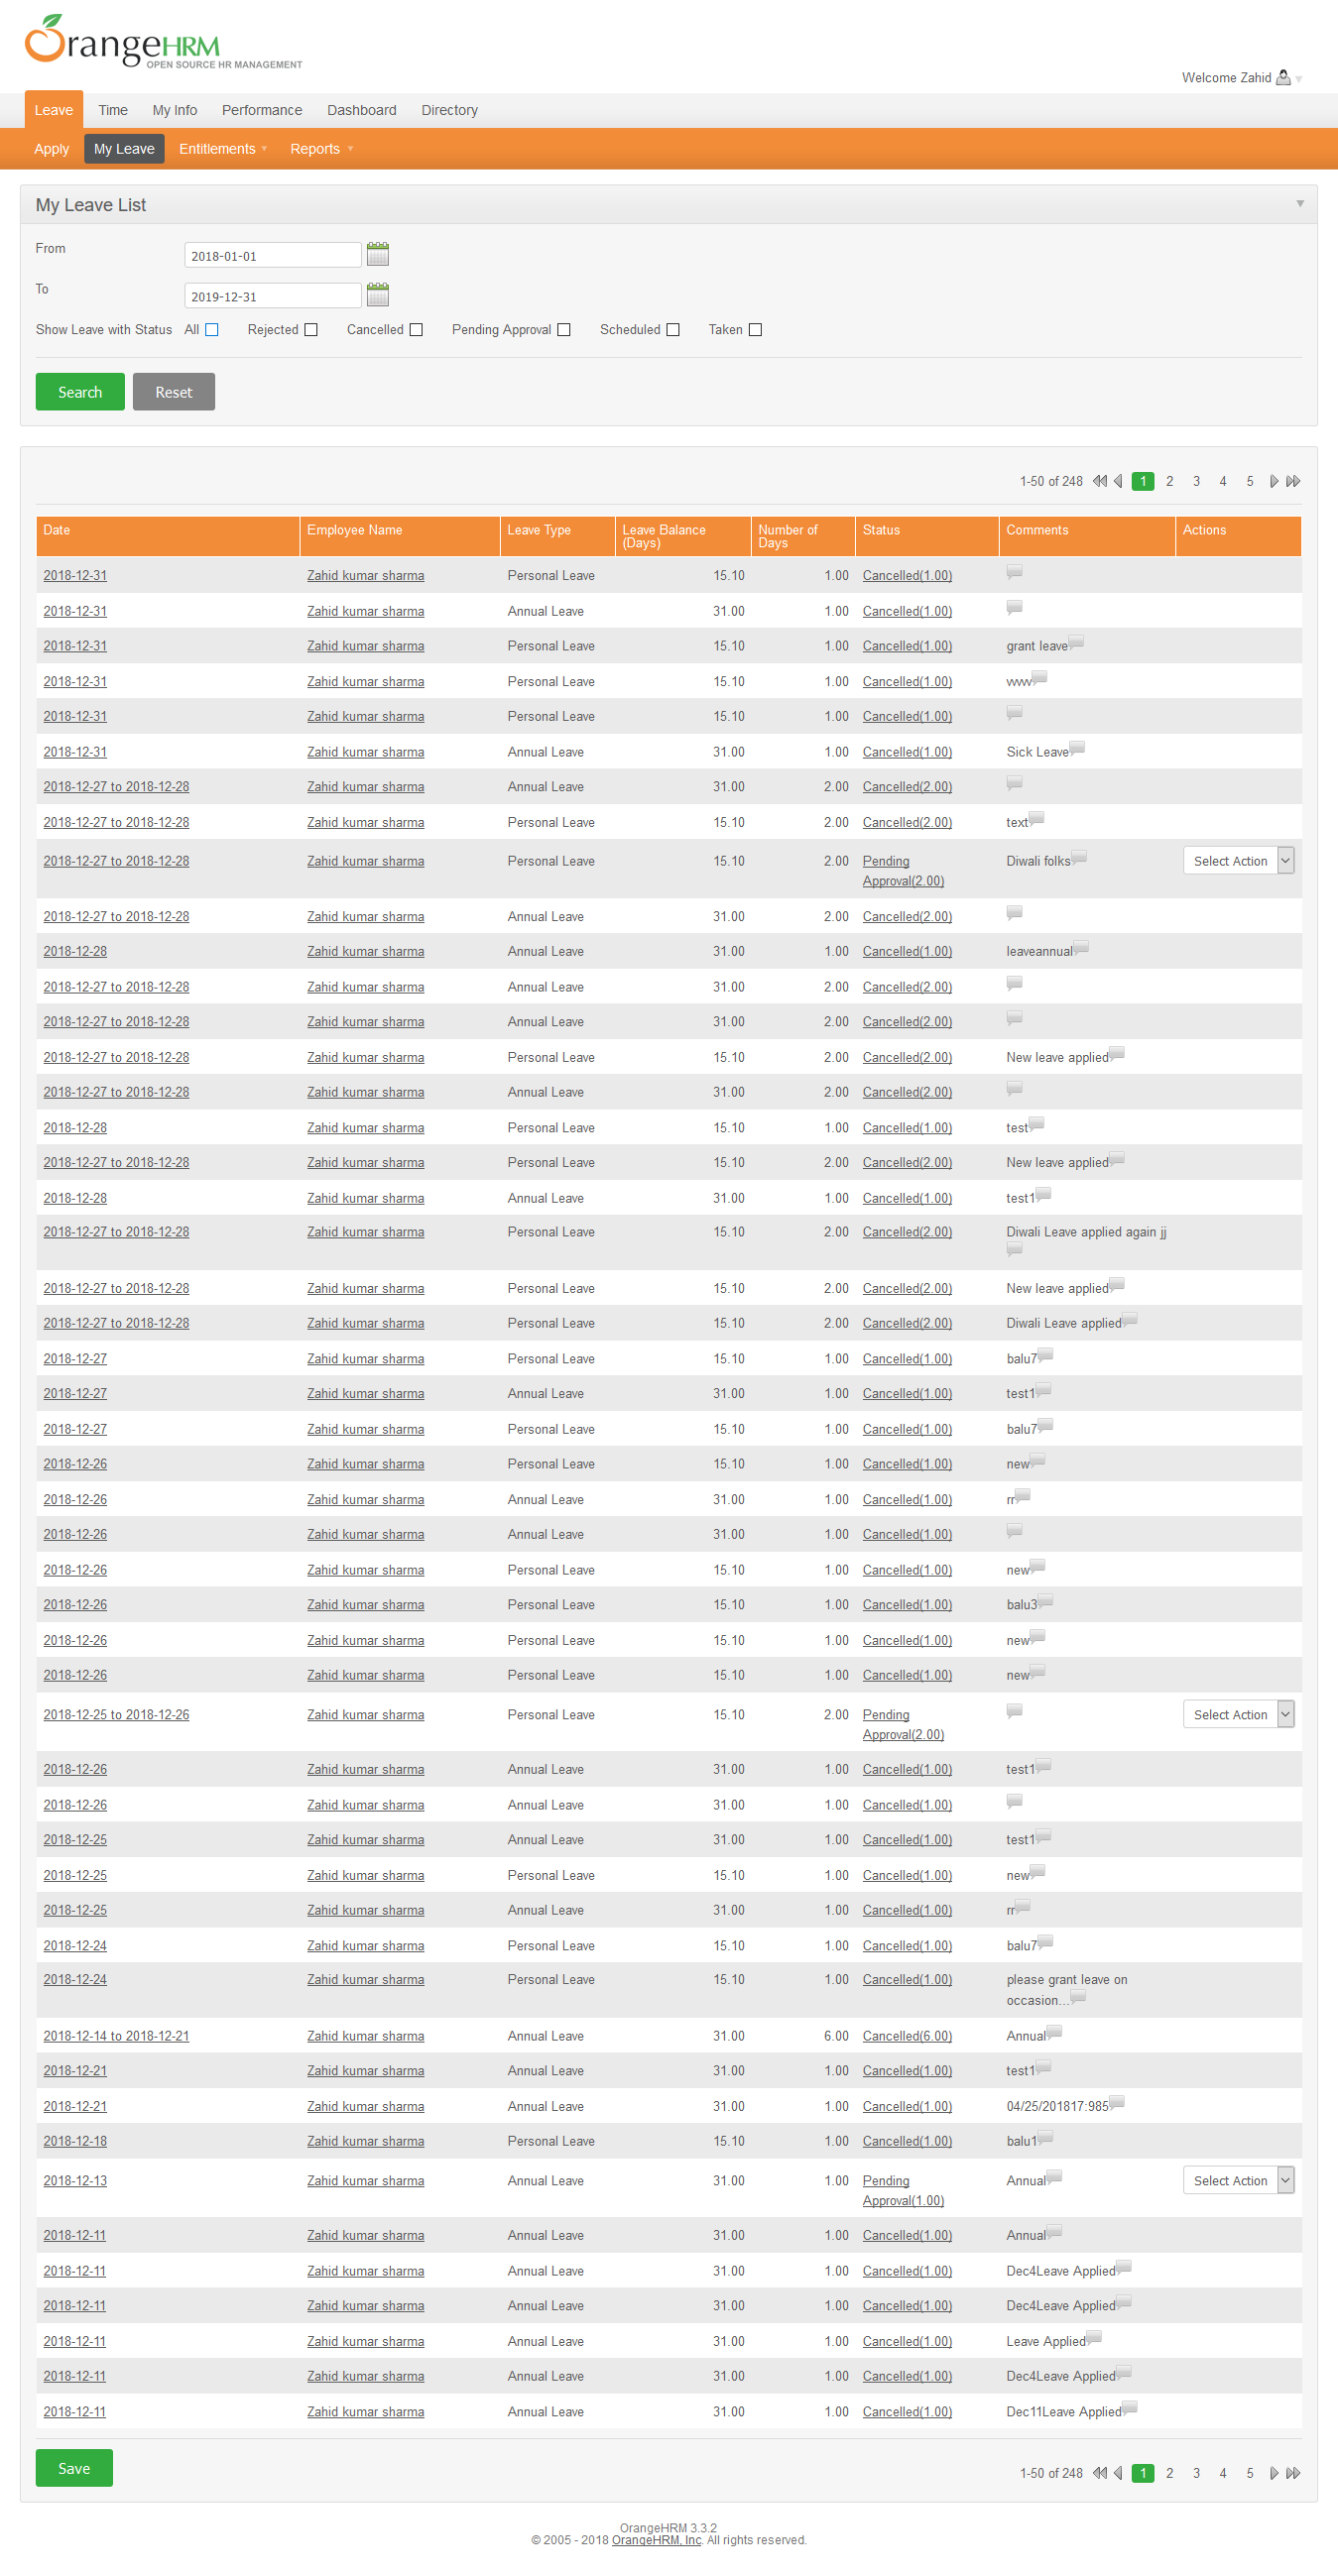 OrangeHRM
OPEN SOURCE HR MANAGEMENT
Welcome Zahid
Leave Time My Info Performance Dashboard Directory
Apply My Leave Entitlements Reports
My Leave List
From 2018-01-01
To 2019-12-31
Show Leave with Status All Rejected Cancelled Pending Approval Scheduled Taken
Search Reset
1-50 of 248 1 2 3 4 5
Date Employee Name Leave Type Leave Balance (Days) Number of Days Status Comments Actions
2018-12-31 Zahid kumar sharma Personal Leave 15.10 1.00 Cancelled(1.00)
2018-12-31 Zahid kumar sharma Annual Leave 31.00 1.00 Cancelled(1.00)
2018-12-31 Zahid kumar sharma Personal Leave 15.10 1.00 Cancelled(1.00) grant leave
2018-12-31 Zahid kumar sharma Personal Leave 15.10 1.00 Cancelled(1.00)
2018-12-31 Zahid kumar sharma Personal Leave 15.10 1.00 Cancelled(1.00)
2018-12-31 Zahid kumar sharma Annual Leave 31.00 1.00 Cancelled(1.00) Sick Leave
2018-12-27 to 2018-12-28 Zahid kumar sharma Annual Leave 31.00 2.00 Cancelled(2.00)
2018-12-27 to 2018-12-28 Zahid kumar sharma Personal Leave 15.10 2.00 Cancelled(2.00) text
2018-12-27 to 2018-12-28 Zahid kumar sharma Personal Leave 15.10 2.00 Pending Approval(2.00) Diwali folks Select Action
2018-12-27 to 2018-12-28 Zahid kumar sharma Annual Leave 31.00 2.00 Cancelled(2.00)
2018-12-28 Zahid kumar sharma Annual Leave 31.00 1.00 Cancelled(1.00) leaveannual
2018-12-27 to 2018-12-28 Zahid kumar sharma Annual Leave 31.00 2.00 Cancelled(2.00)
2018-12-27 to 2018-12-28 Zahid kumar sharma Annual Leave 31.00 2.00 Cancelled(2.00)
2018-12-27 to 2018-12-28 Zahid kumar sharma Personal Leave 15.10 2.00 Cancelled(2.00) New leave applied
2018-12-27 to 2018-12-28 Zahid kumar sharma Annual Leave 31.00 2.00 Cancelled(2.00)
2018-12-28 Zahid kumar sharma Personal Leave 15.10 1.00 Cancelled(1.00) test
2018-12-27 to 2018-12-28 Zahid kumar sharma Personal Leave 15.10 2.00 Cancelled(2.00) New leave applied
2018-12-28 Zahid kumar sharma Annual Leave 31.00 1.00 Cancelled(1.00) test1
2018-12-27 to 2018-12-28 Zahid kumar sharma Personal Leave 15.10 2.00 Cancelled(2.00) Diwali Leave applied again jj
2018-12-27 to 2018-12-28 Zahid kumar sharma Personal Leave 15.10 2.00 Cancelled(2.00) New leave applied
2018-12-27 to 2018-12-28 Zahid kumar sharma Personal Leave 15.10 2.00 Cancelled(2.00) Diwali Leave applied
2018-12-27 Zahid kumar sharma Personal Leave 15.10 1.00 Cancelled(1.00) balu7
2018-12-27 Zahid kumar sharma Annual Leave 31.00 1.00 Cancelled(1.00) test1
2018-12-27 Zahid kumar sharma Personal Leave 15.10 1.00 Cancelled(1.00) balu7
2018-12-26 Zahid kumar sharma Personal Leave 15.10 1.00 Cancelled(1.00) new
2018-12-26 Zahid kumar sharma Annual Leave 31.00 1.00 Cancelled(1.00) rr
2018-12-26 Zahid kumar sharma Annual Leave 31.00 1.00 Cancelled(1.00)
2018-12-26 Zahid kumar sharma Personal Leave 15.10 1.00 Cancelled(1.00) new
2018-12-26 Zahid kumar sharma Personal Leave 15.10 1.00 Cancelled(1.00) balu3
2018-12-26 Zahid kumar sharma Personal Leave 15.10 1.00 Cancelled(1.00) new
2018-12-26 Zahid kumar sharma Personal Leave 15.10 1.00 Cancelled(1.00) new
2018-12-25 to 2018-12-26 Zahid kumar sharma Personal Leave 15.10 2.00 Pending Approval(2.00) Select Action
2018-12-26 Zahid kumar sharma Annual Leave 31.00 1.00 Cancelled(1.00) test1
2018-12-26 Zahid kumar sharma Annual Leave 31.00 1.00 Cancelled(1.00)
2018-12-25 Zahid kumar sharma Annual Leave 31.00 1.00 Cancelled(1.00) test1
2018-12-25 Zahid kumar sharma Personal Leave 15.10 1.00 Cancelled(1.00) new
2018-12-25 Zahid kumar sharma Annual Leave 31.00 1.00 Cancelled(1.00) rr
2018-12-24 Zahid kumar sharma Personal Leave 15.10 1.00 Cancelled(1.00) balu7
2018-12-24 Zahid kumar sharma Personal Leave 15.10 1.00 Cancelled(1.00) please grant leave on occasion...
2018-12-14 to 2018-12-21 Zahid kumar sharma Annual Leave 31.00 6.00 Cancelled(6.00) Annual
2018-12-21 Zahid kumar sharma Annual Leave 31.00 1.00 Cancelled(1.00) test1
2018-12-21 Zahid kumar sharma Annual Leave 31.00 1.00 Cancelled(1.00) 04/25/201817:985
2018-12-18 Zahid kumar sharma Personal Leave 15.10 1.00 Cancelled(1.00) balu1
2018-12-13 Zahid kumar sharma Annual Leave 31.00 1.00 Pending Approval(1.00) Annual Select Action
2018-12-11 Zahid kumar sharma Annual Leave 31.00 1.00 Cancelled(1.00) Annual
2018-12-11 Zahid kumar sharma Annual Leave 31.00 1.00 Cancelled(1.00) Dec4Leave Applied
2018-12-11 Zahid kumar sharma Annual Leave 31.00 1.00 Cancelled(1.00) Dec4Leave Applied
2018-12-11 Zahid kumar sharma Annual Leave 31.00 1.00 Cancelled(1.00) Leave Applied
2018-12-11 Zahid kumar sharma Annual Leave 31.00 1.00 Cancelled(1.00) Dec4Leave Applied
2018-12-11 Zahid kumar sharma Annual Leave 31.00 1.00 Cancelled(1.00) Dec11Leave Applied
Save 1-50 of 248 1 2 3 4 5
OrangeHRM 3.3.2
© 2005 - 2018 OrangeHRM, Inc. All rights reserved.